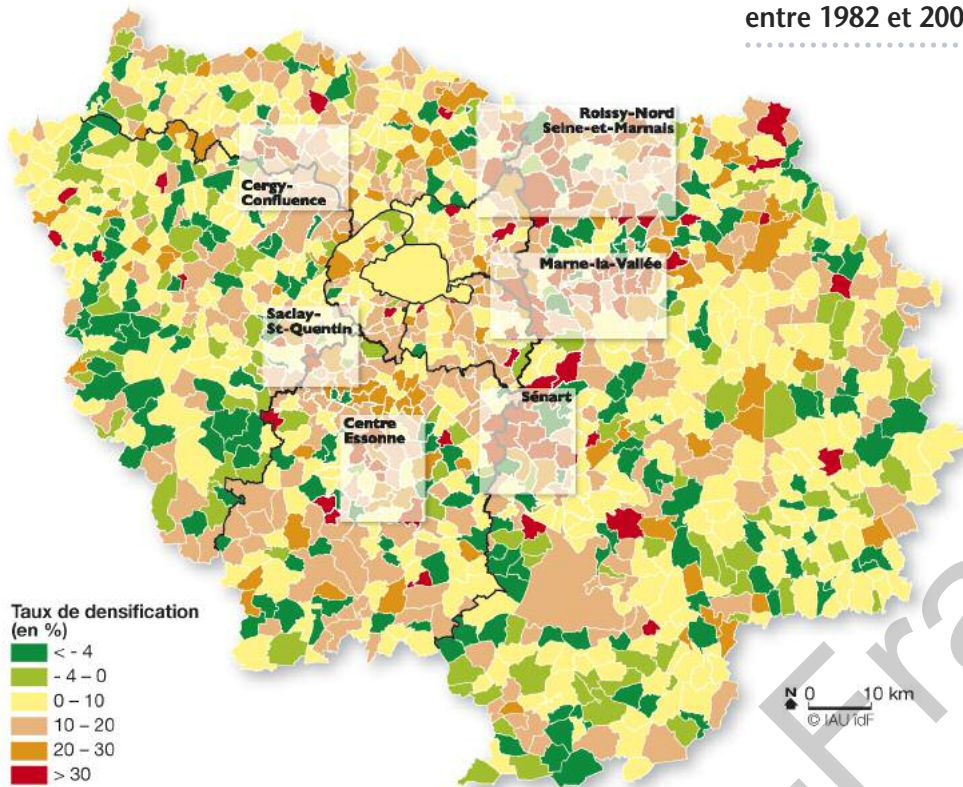 entre 1982 et 200
Roissy-Nord
Seine-et-Marnais
Cergy-
Confluence
Marne-la-Vallée
Saclay-
St-Quentin
Sénart
Centre
Essonne
Taux de densification
(en %)
< - 4
- 4 – 0
0 – 10
10 – 20
20 – 30
> 30
N 0 10 km
© IAU îdF
Fra